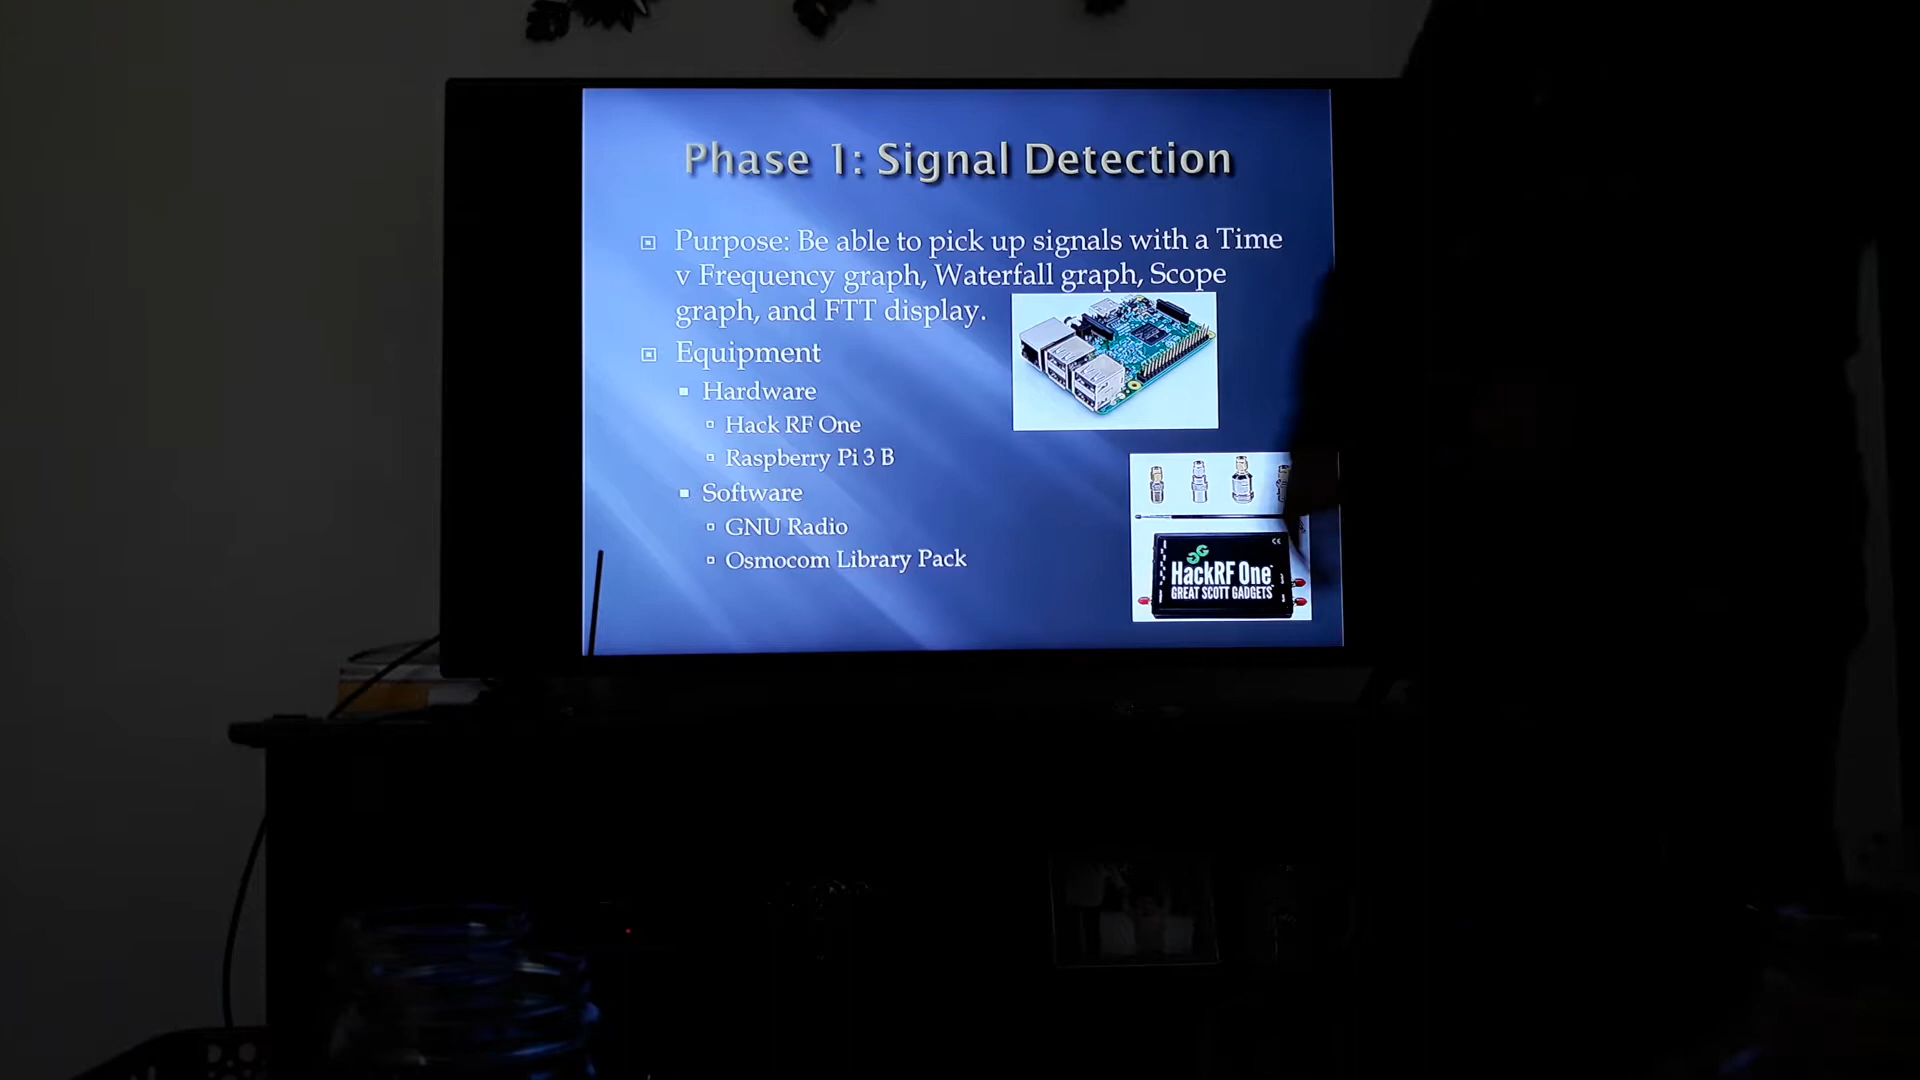 Phase 1: Signal Detection
Purpose: Be able to pick up signals with a Time
v Frequency graph, Waterfall graph, Scope
graph, and FTT display.
Equipment
Hardware
Hack RF One
Raspberry Pi 3 B
Software
GNU Radio
Osmocom Library Pack
CE
HackRF One
GREAT SCOTT GADGETS